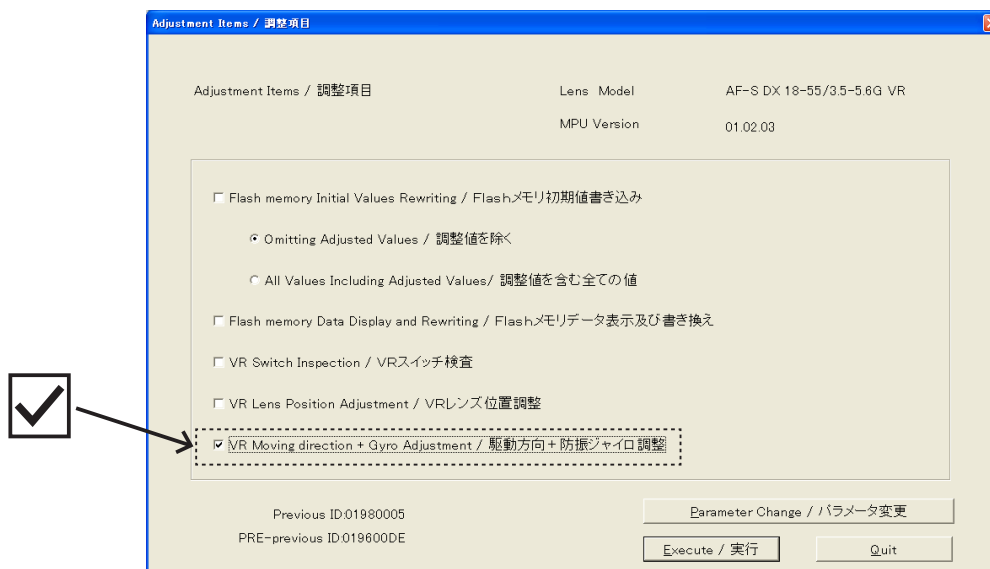 Adjustment Items / 調整項目
Adjustment Items / 調整項目
Lens Model AF-S DX 18-55/3.5-5.6G VR
MPU Version 01.02.03
Flash memory Initial Values Rewriting / Flashメモリ初期値書き込み
Omitting Adjusted Values / 調整値を除く
All Values Including Adjusted Values/ 調整値を含む全ての値
Flash memory Data Display and Rewriting / Flashメモリデータ表示及び書き換え
VR Switch Inspection / VRスイッチ検査
VR Lens Position Adjustment / VRレンズ位置調整
VR Moving direction + Gyro Adjustment / 駆動方向+防振ジャイロ調整
Previous ID:01980005
PRE-previous ID:019600DE
Parameter Change / パラメータ変更
Execute / 実行
Quit